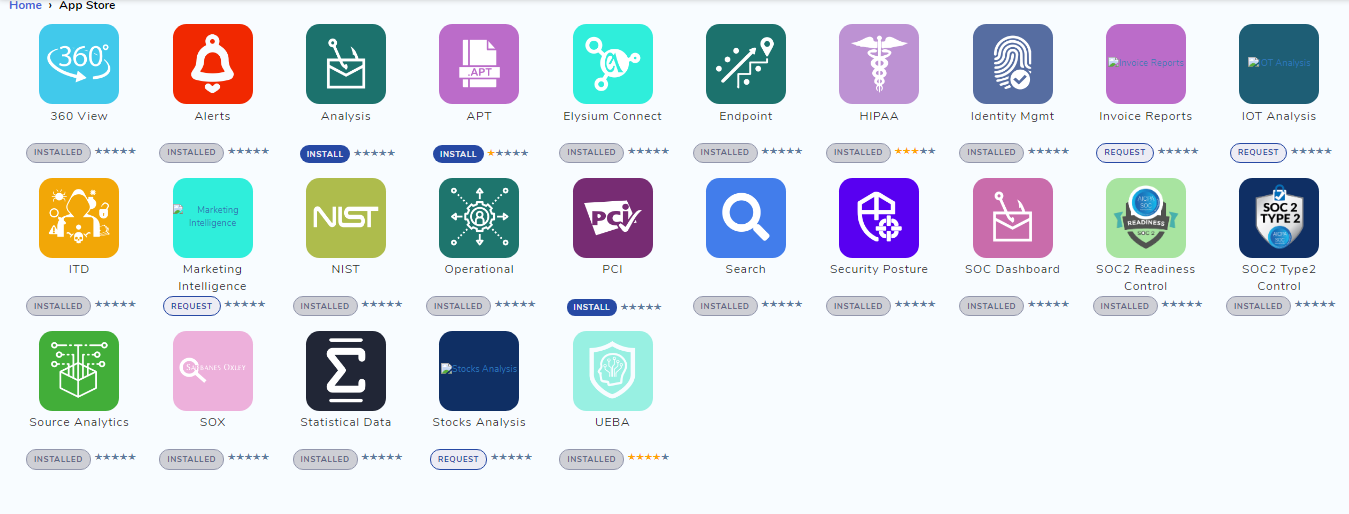 Home › App Store
360°
.APT
Invoice Reports
IOT Analysis
360 View
Alerts
Analysis
APT
Elysium Connect
Endpoint
HIPAA
Identity Mgmt
Invoice Reports
IOT Analysis
INSTALLED
INSTALLED
INSTALL
INSTALL
INSTALLED
INSTALLED
INSTALLED
INSTALLED
REQUEST
REQUEST
Marketing
Intelligence
NIST
PCI
AICPA
SOC
READINESS
SOC 2
SOC 2
TYPE 2
ITD
Marketing
Intelligence
NIST
Operational
PCI
Search
Security Posture
SOC Dashboard
SOC2 Readiness
Control
SOC2 Type2
Control
INSTALLED
REQUEST
INSTALLED
INSTALLED
INSTALL
INSTALLED
INSTALLED
INSTALLED
INSTALLED
INSTALLED
Sarbanes Oxley
Σ
Stocks Analysis
Source Analytics
SOX
Statistical Data
Stocks Analysis
UEBA
INSTALLED
INSTALLED
INSTALLED
REQUEST
INSTALLED